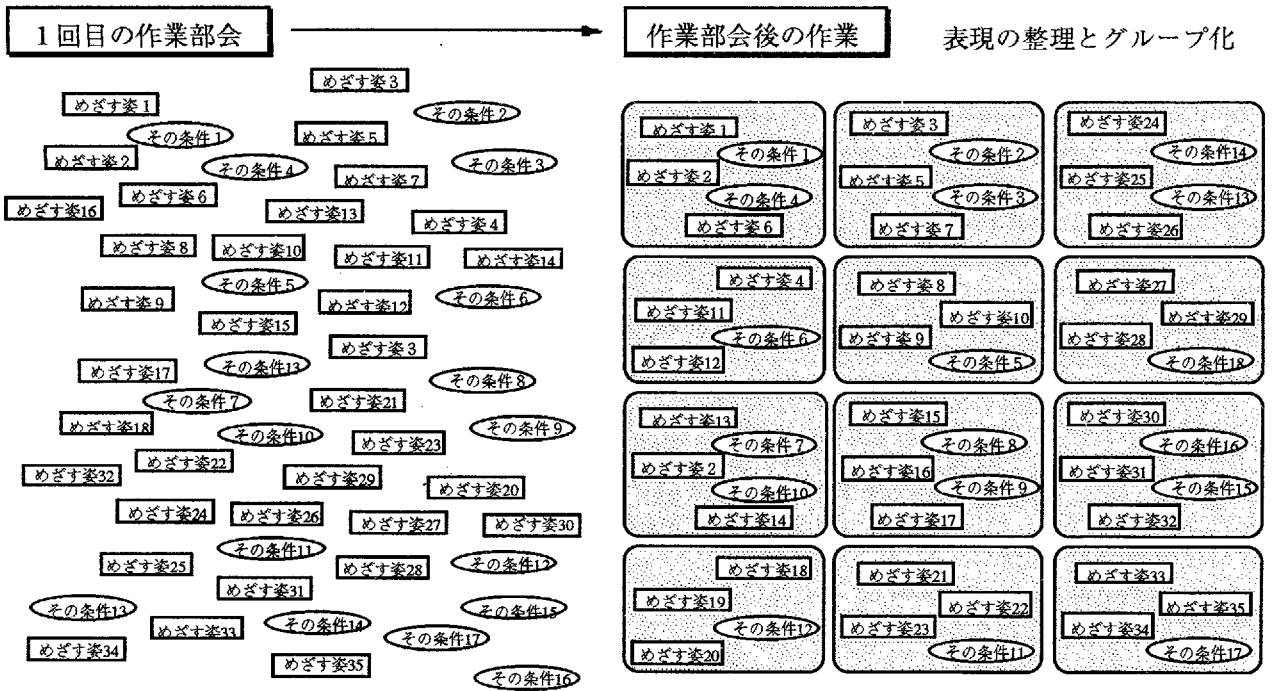 1回目の作業部会
めざす姿3
めざす姿1
その条件2
その条件1
めざす姿5
めざす姿2
その条件4
めざす姿7
その条件3
めざす姿6
めざす姿16
めざす姿13
めざす姿4
めざす姿8
めざす姿10
めざす姿11
めざす姿14
その条件5
めざす姿9
めざす姿12
その条件6
めざす姿15
めざす姿3
その条件13
めざす姿17
その条件8
その条件7
めざす姿21
めざす姿18
その条件10
めざす姿23
その条件9
めざす姿22
めざす姿32
めざす姿29
めざす姿20
めざす姿24
めざす姿26
めざす姿27
めざす姿30
その条件11
めざす姿25
めざす姿28
その条件12
めざす姿31
その条件13
その条件14
その条件15
めざす姿33
その条件17
めざす姿34
めざす姿35
その条件16
作業部会後の作業
表現の整理とグループ化
めざす姿1
その条件1
めざす姿2
その条件4
めざす姿6
めざす姿3
その条件2
めざす姿5
その条件3
めざす姿7
めざす姿24
その条件14
めざす姿25
その条件13
めざす姿26
めざす姿4
めざす姿11
その条件6
めざす姿12
めざす姿8
めざす姿10
めざす姿9
その条件5
めざす姿27
めざす姿29
めざす姿28
その条件18
めざす姿13
その条件7
めざす姿2
その条件10
めざす姿14
めざす姿15
その条件8
めざす姿16
その条件9
めざす姿17
めざす姿30
その条件16
めざす姿31
その条件15
めざす姿32
めざす姿18
めざす姿19
その条件12
めざす姿20
めざす姿21
めざす姿22
めざす姿23
その条件11
めざす姿33
めざす姿35
めざす姿34
その条件17